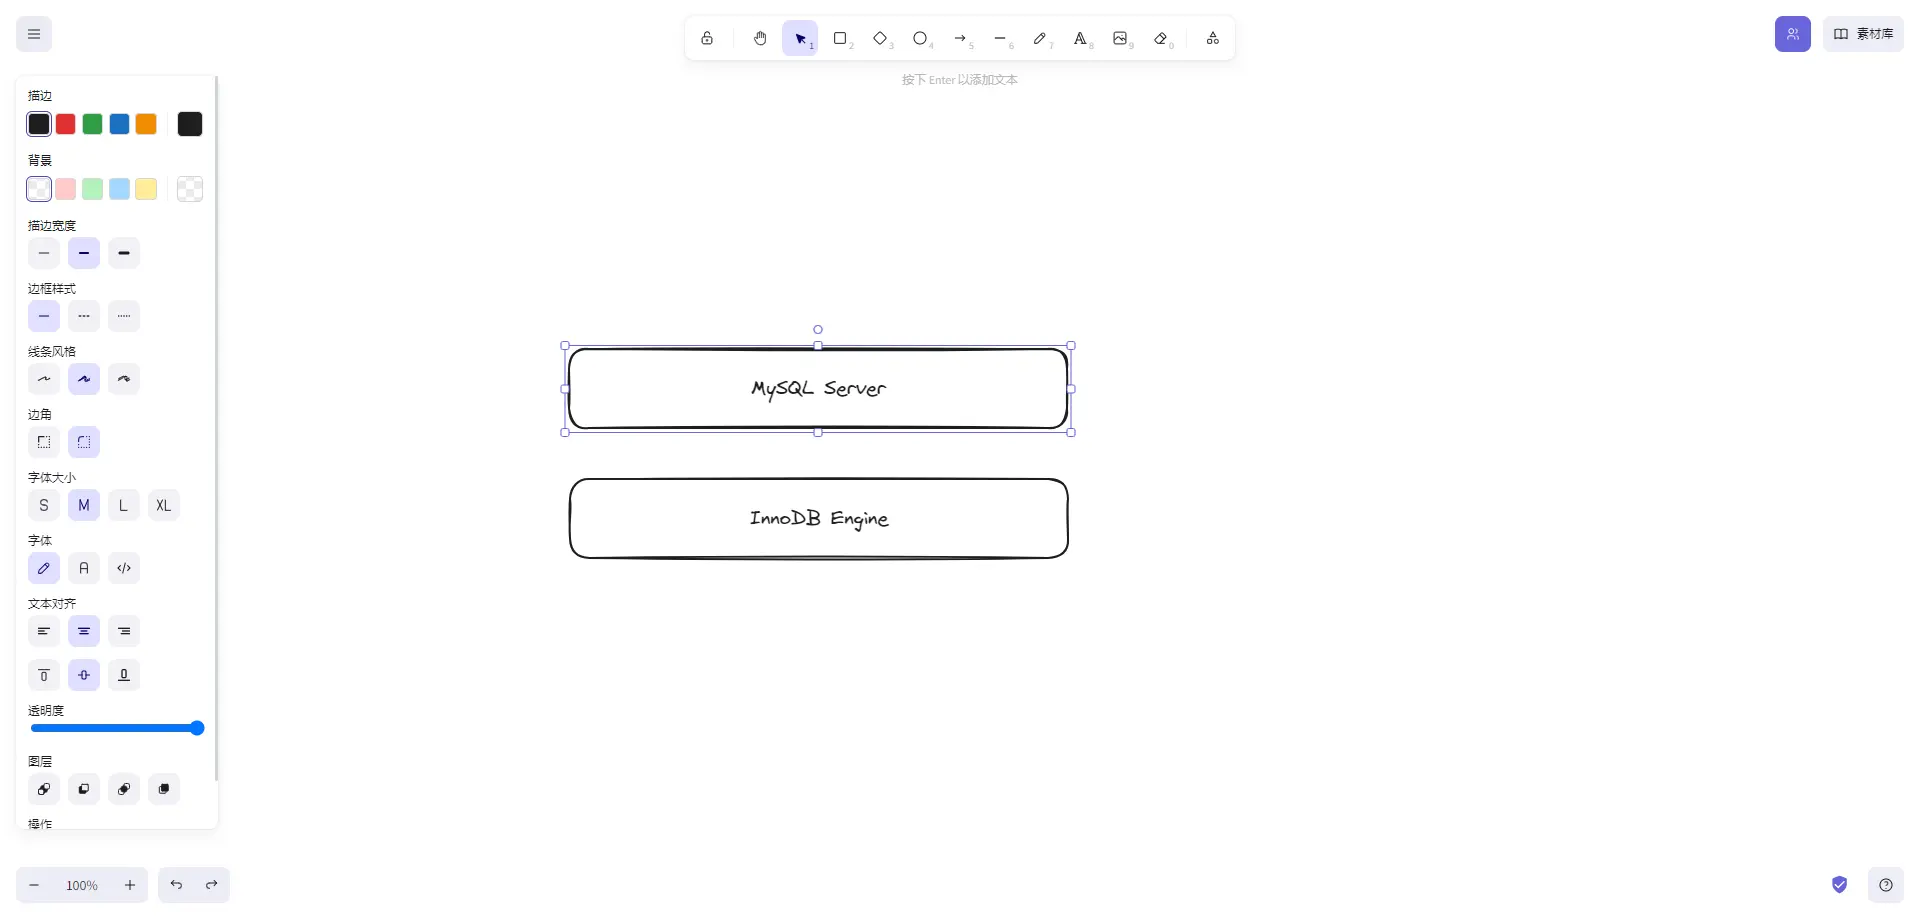 1
2
3
4
5
6
7
8
9
0
素材库
按下 Enter 以添加文本
描边
背景
描边宽度
边框样式
线条风格
边角
字体大小
S M L XL
字体
文本对齐
透明度
图层
操作
MySQL Server
InnoDB Engine
100%